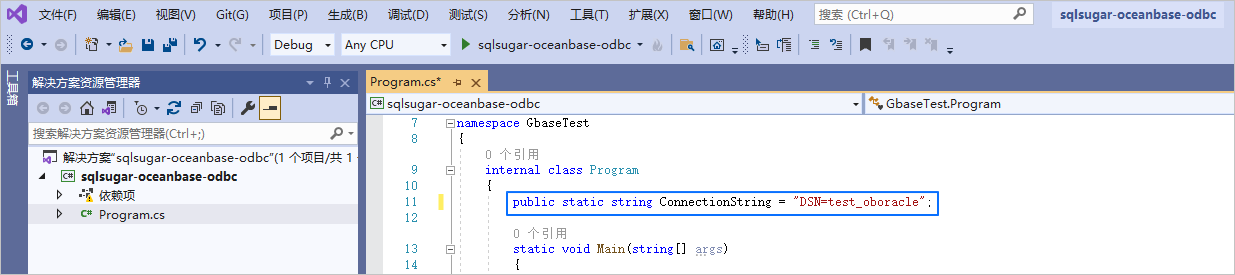 文件(F) 编辑(E) 视图(V) Git(G) 项目(P) 生成(B) 调试(D) 测试(S) 分析(N) 工具(T) 扩展(X) 窗口(W) 帮助(H) 搜索 (Ctrl+Q) sqlsugar-oceanbase-odbc
Debug Any CPU sqlsugar-oceanbase-odbc
工具箱
解决方案资源管理器
搜索解决方案资源管理器(Ctrl+;)
解决方案"sqlsugar-oceanbase-odbc"(1 个项目/共 1
sqlsugar-oceanbase-odbc
依赖项
C# Program.cs
Program.cs*
C# sqlsugar-oceanbase-odbc GbaseTest.Program
7 namespace GbaseTest
8 {
0 个引用
9 internal class Program
10 {
11 public static string ConnectionString = "DSN=test_oboracle";
12
0 个引用
13 static void Main(string[] args)
14 {